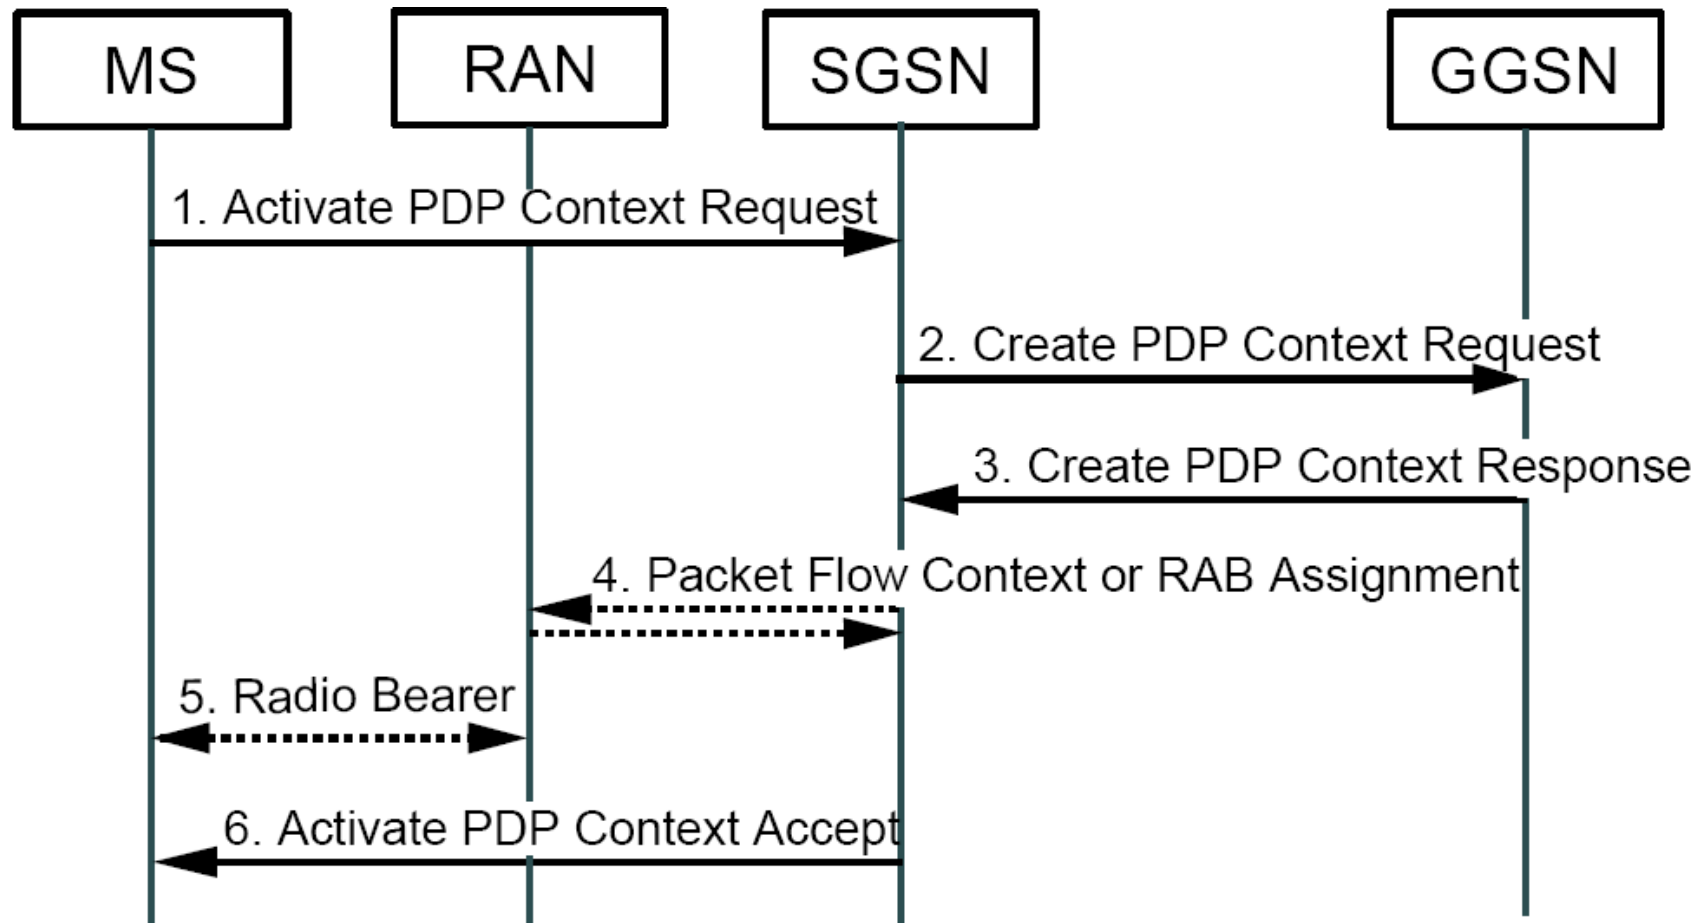 MS
RAN
SGSN
GGSN
1. Activate PDP Context Request
2. Create PDP Context Request
3. Create PDP Context Response
4. Packet Flow Context or RAB Assignment
5. Radio Bearer
6. Activate PDP Context Accept